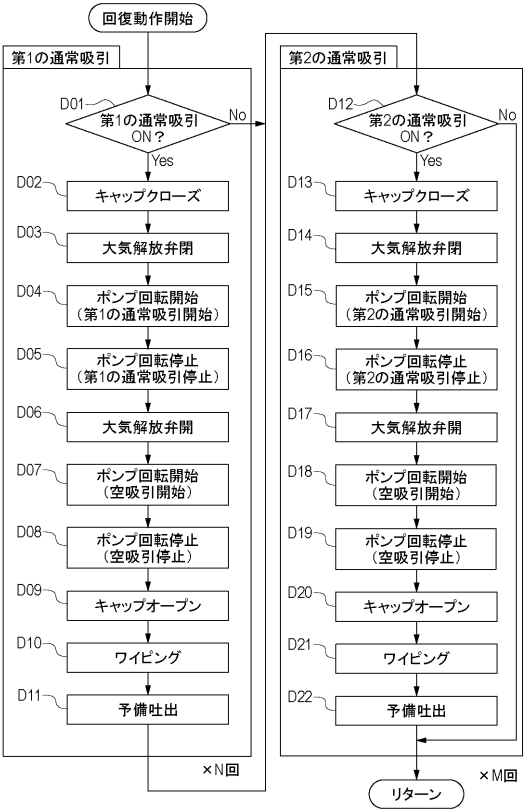 回復動作開始
第1の通常吸引
D01
第1の通常吸引
ON?
No
Yes
D02
キャップクローズ
D03
大気解放弁閉
D04
ポンプ回転開始
(第1の通常吸引開始)
D05
ポンプ回転停止
(第1の通常吸引停止)
D06
大気解放弁開
D07
ポンプ回転開始
(空吸引開始)
D08
ポンプ回転停止
(空吸引停止)
D09
キャップオープン
D10
ワイピング
D11
予備吐出
×N回
第2の通常吸引
D12
第2の通常吸引
ON?
No
Yes
D13
キャップクローズ
D14
大気解放弁閉
D15
ポンプ回転開始
(第2の通常吸引開始)
D16
ポンプ回転停止
(第2の通常吸引停止)
D17
大気解放弁開
D18
ポンプ回転開始
(空吸引開始)
D19
ポンプ回転停止
(空吸引停止)
D20
キャップオープン
D21
ワイピング
D22
予備吐出
×M回
リターン